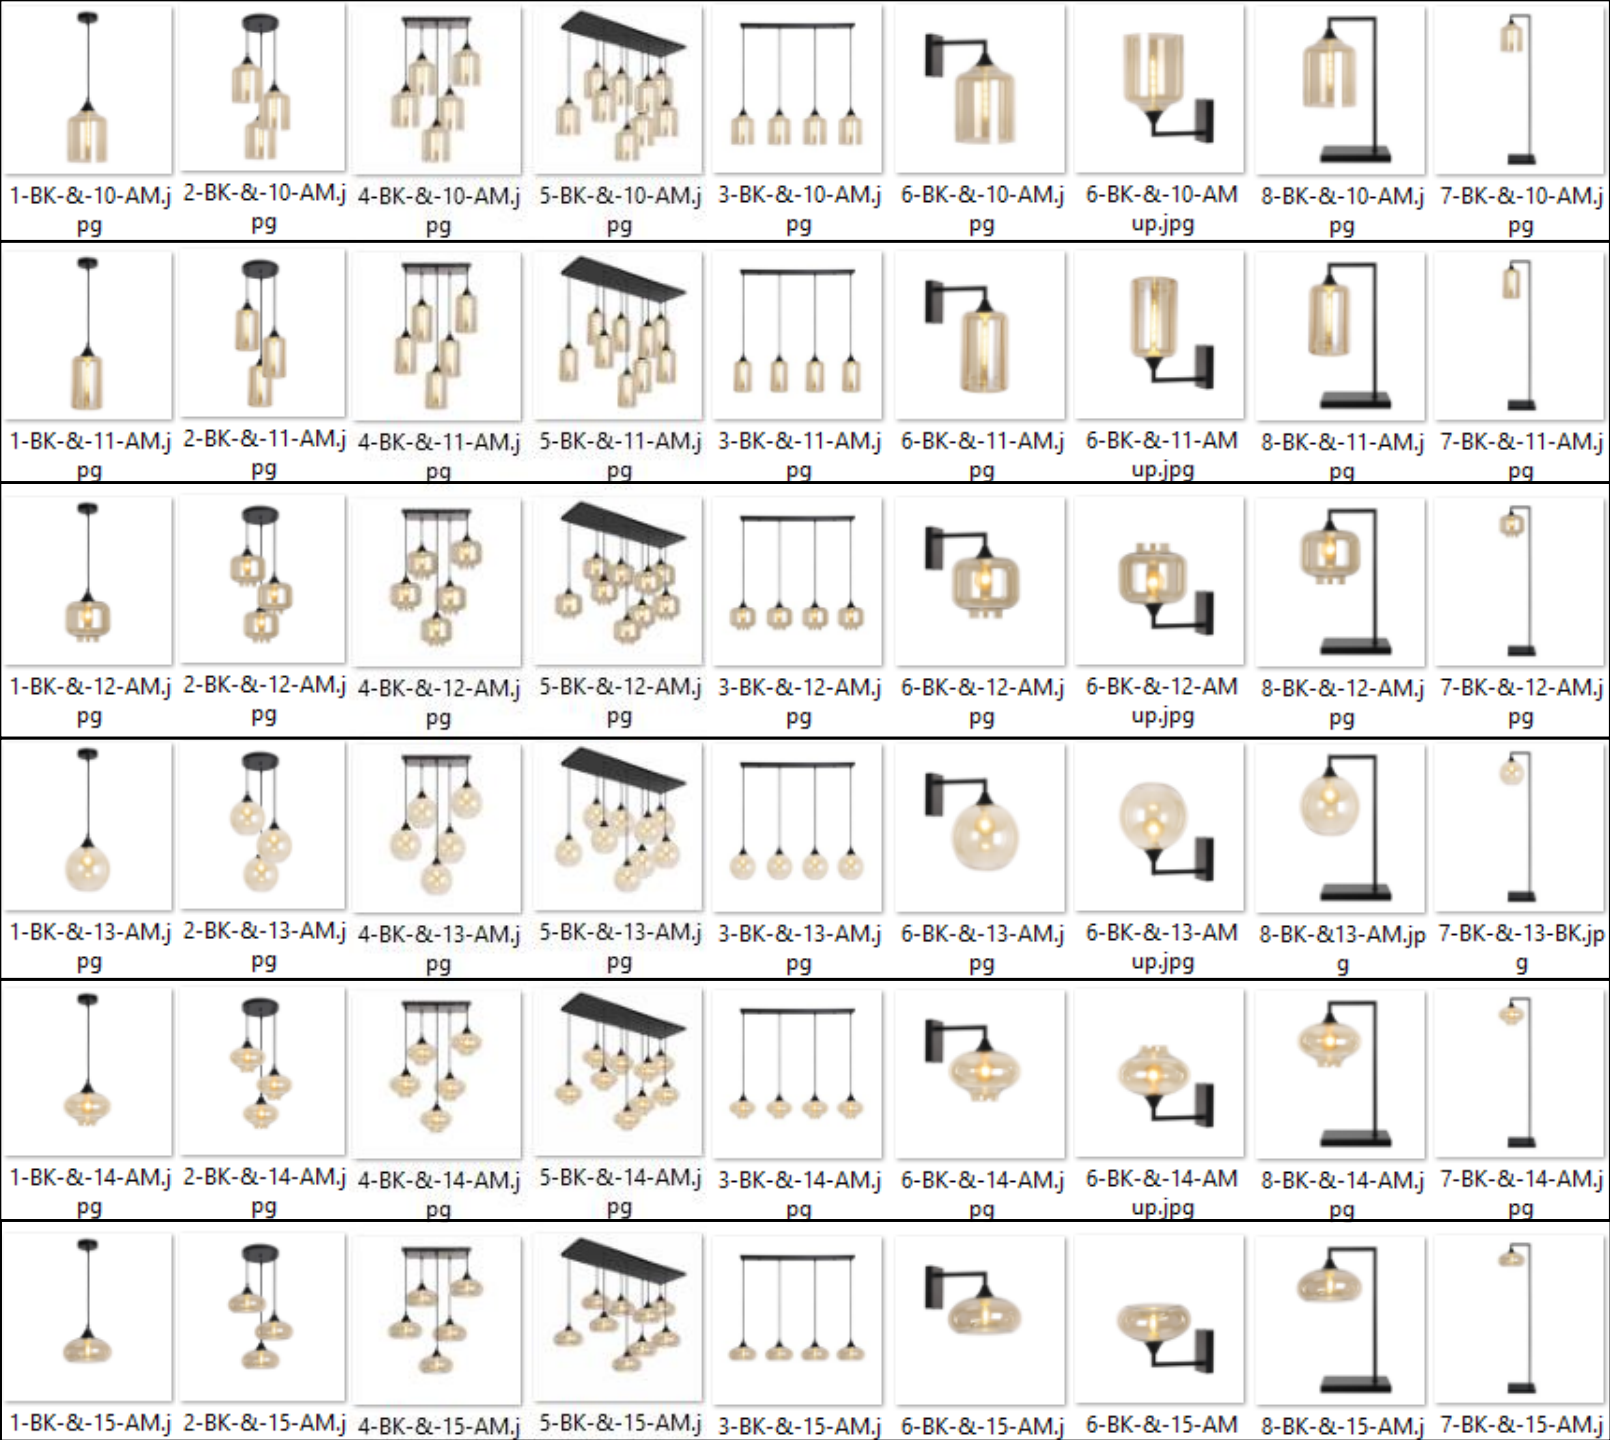 1-BK-&-10-AM.j
pg
2-BK-&-10-AM.j
pg
4-BK-&-10-AM.j
pg
5-BK-&-10-AM.j
pg
3-BK-&-10-AM.j
pg
6-BK-&-10-AM.j
pg
6-BK-&-10-AM
up.jpg
8-BK-&-10-AM.j
pg
7-BK-&-10-AM.j
pg
1-BK-&-11-AM.j
pg
2-BK-&-11-AM.j
pg
4-BK-&-11-AM.j
pg
5-BK-&-11-AM.j
pg
3-BK-&-11-AM.j
pg
6-BK-&-11-AM.j
pg
6-BK-&-11-AM
up.jpg
8-BK-&-11-AM.j
pg
7-BK-&-11-AM.j
pg
1-BK-&-12-AM.j
pg
2-BK-&-12-AM.j
pg
4-BK-&-12-AM.j
pg
5-BK-&-12-AM.j
pg
3-BK-&-12-AM.j
pg
6-BK-&-12-AM.j
pg
6-BK-&-12-AM
up.jpg
8-BK-&-12-AM.j
pg
7-BK-&-12-AM.j
pg
1-BK-&-13-AM.j
pg
2-BK-&-13-AM.j
pg
4-BK-&-13-AM.j
pg
5-BK-&-13-AM.j
pg
3-BK-&-13-AM.j
pg
6-BK-&-13-AM.j
pg
6-BK-&-13-AM
up.jpg
8-BK-&13-AM.jp
g
7-BK-&-13-BK.jp
g
1-BK-&-14-AM.j
pg
2-BK-&-14-AM.j
pg
4-BK-&-14-AM.j
pg
5-BK-&-14-AM.j
pg
3-BK-&-14-AM.j
pg
6-BK-&-14-AM.j
pg
6-BK-&-14-AM
up.jpg
8-BK-&-14-AM.j
pg
7-BK-&-14-AM.j
pg
1-BK-&-15-AM.j
2-BK-&-15-AM.j
4-BK-&-15-AM.j
5-BK-&-15-AM.j
3-BK-&-15-AM.j
6-BK-&-15-AM.j
6-BK-&-15-AM
8-BK-&-15-AM.j
7-BK-&-15-AM.j